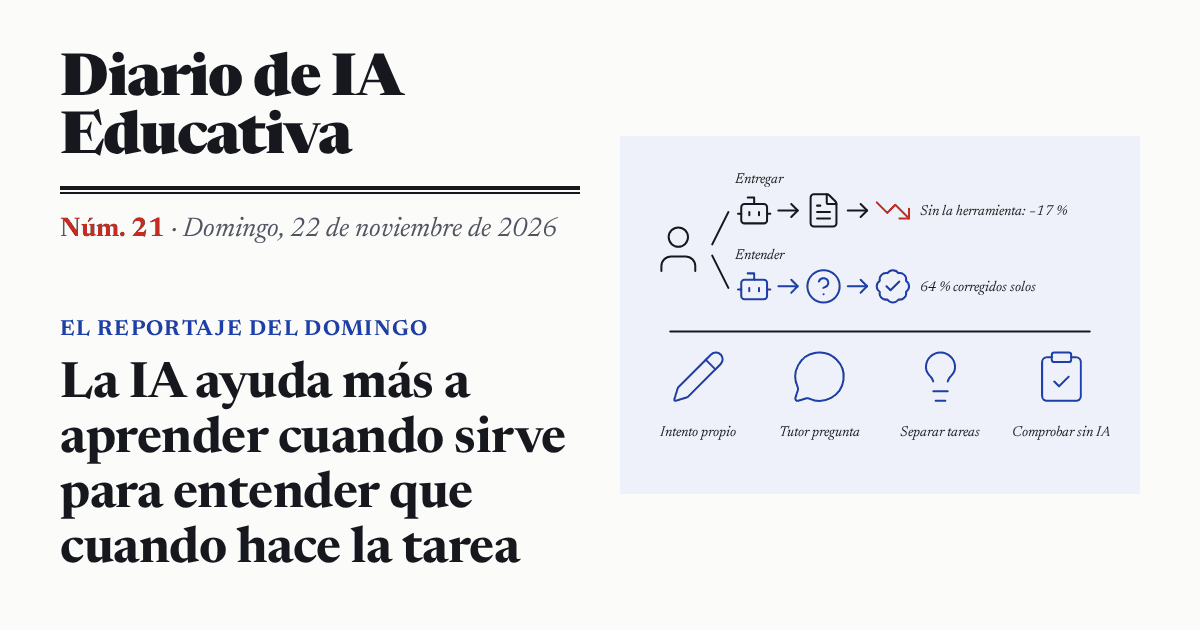 Diario de IA
Educativa
Núm. 21 · Domingo, 22 de noviembre de 2026
EL REPORTAJE DEL DOMINGO
La IA ayuda más a
aprender cuando sirve
para entender que
cuando hace la tarea
Entregar
Sin la herramienta: −17 %
Entender
64 % corregidos solos
Intento propio
Tutor pregunta
Separar tareas
Comprobar sin IA